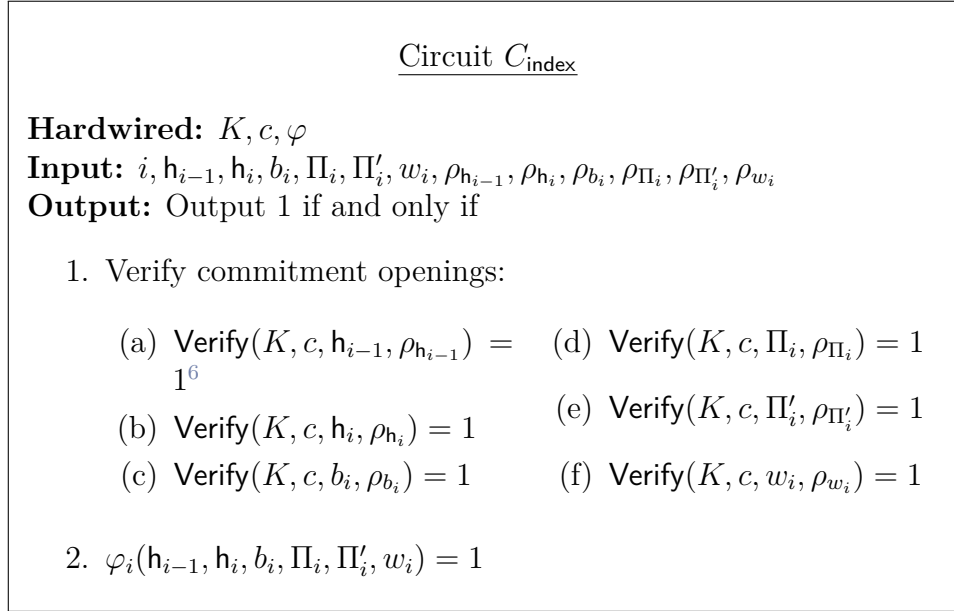 Circuit C_index
Hardwired: K, c, φ
Input: i, h_{i−1}, h_i, b_i, Π_i, Π′_i, w_i, ρ_{h_{i−1}}, ρ_{h_i}, ρ_{b_i}, ρ_{Π_i}, ρ_{Π′_i}, ρ_{w_i}
Output: Output 1 if and only if
1. Verify commitment openings:
(a) Verify(K, c, h_{i−1}, ρ_{h_{i−1}}) =
1^6
(b) Verify(K, c, h_i, ρ_{h_i}) = 1
(c) Verify(K, c, b_i, ρ_{b_i}) = 1
(d) Verify(K, c, Π_i, ρ_{Π_i}) = 1
(e) Verify(K, c, Π′_i, ρ_{Π′_i}) = 1
(f) Verify(K, c, w_i, ρ_{w_i}) = 1
2. φ_i(h_{i−1}, h_i, b_i, Π_i, Π′_i, w_i) = 1